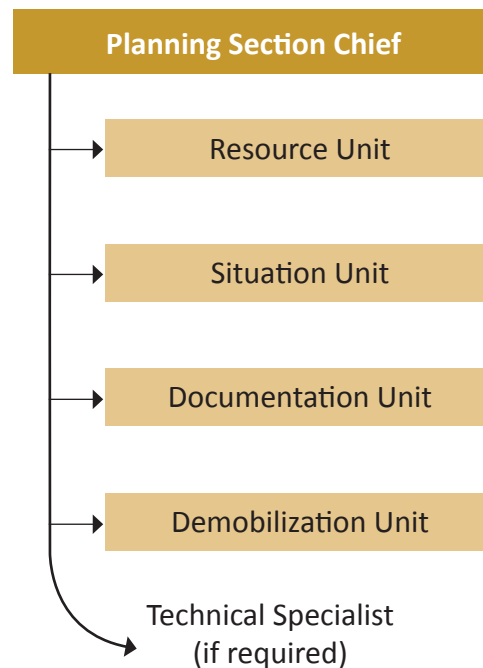 Planning Section Chief
Resource Unit
Situation Unit
Documentation Unit
Demobilization Unit
Technical Specialist
(if required)